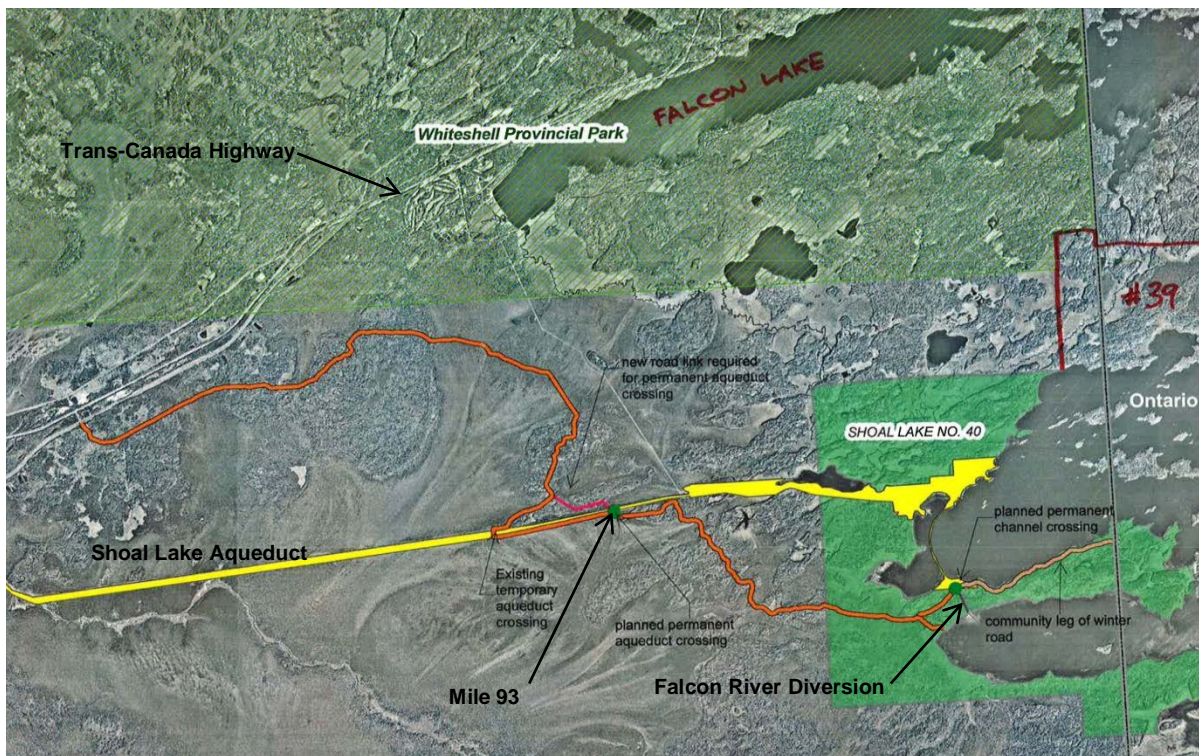 FALCON LAKE
Whiteshell Provincial Park
Trans-Canada Highway
#39
new road link required
for permanent aqueduct
crossing
Ontario
SHOAL LAKE NO. 40
planned permanent
channel crossing
Shoal Lake Aqueduct
Existing
temporary
aqueduct
crossing
planned permanent
aqueduct crossing
community leg of winter
road
Mile 93
Falcon River Diversion